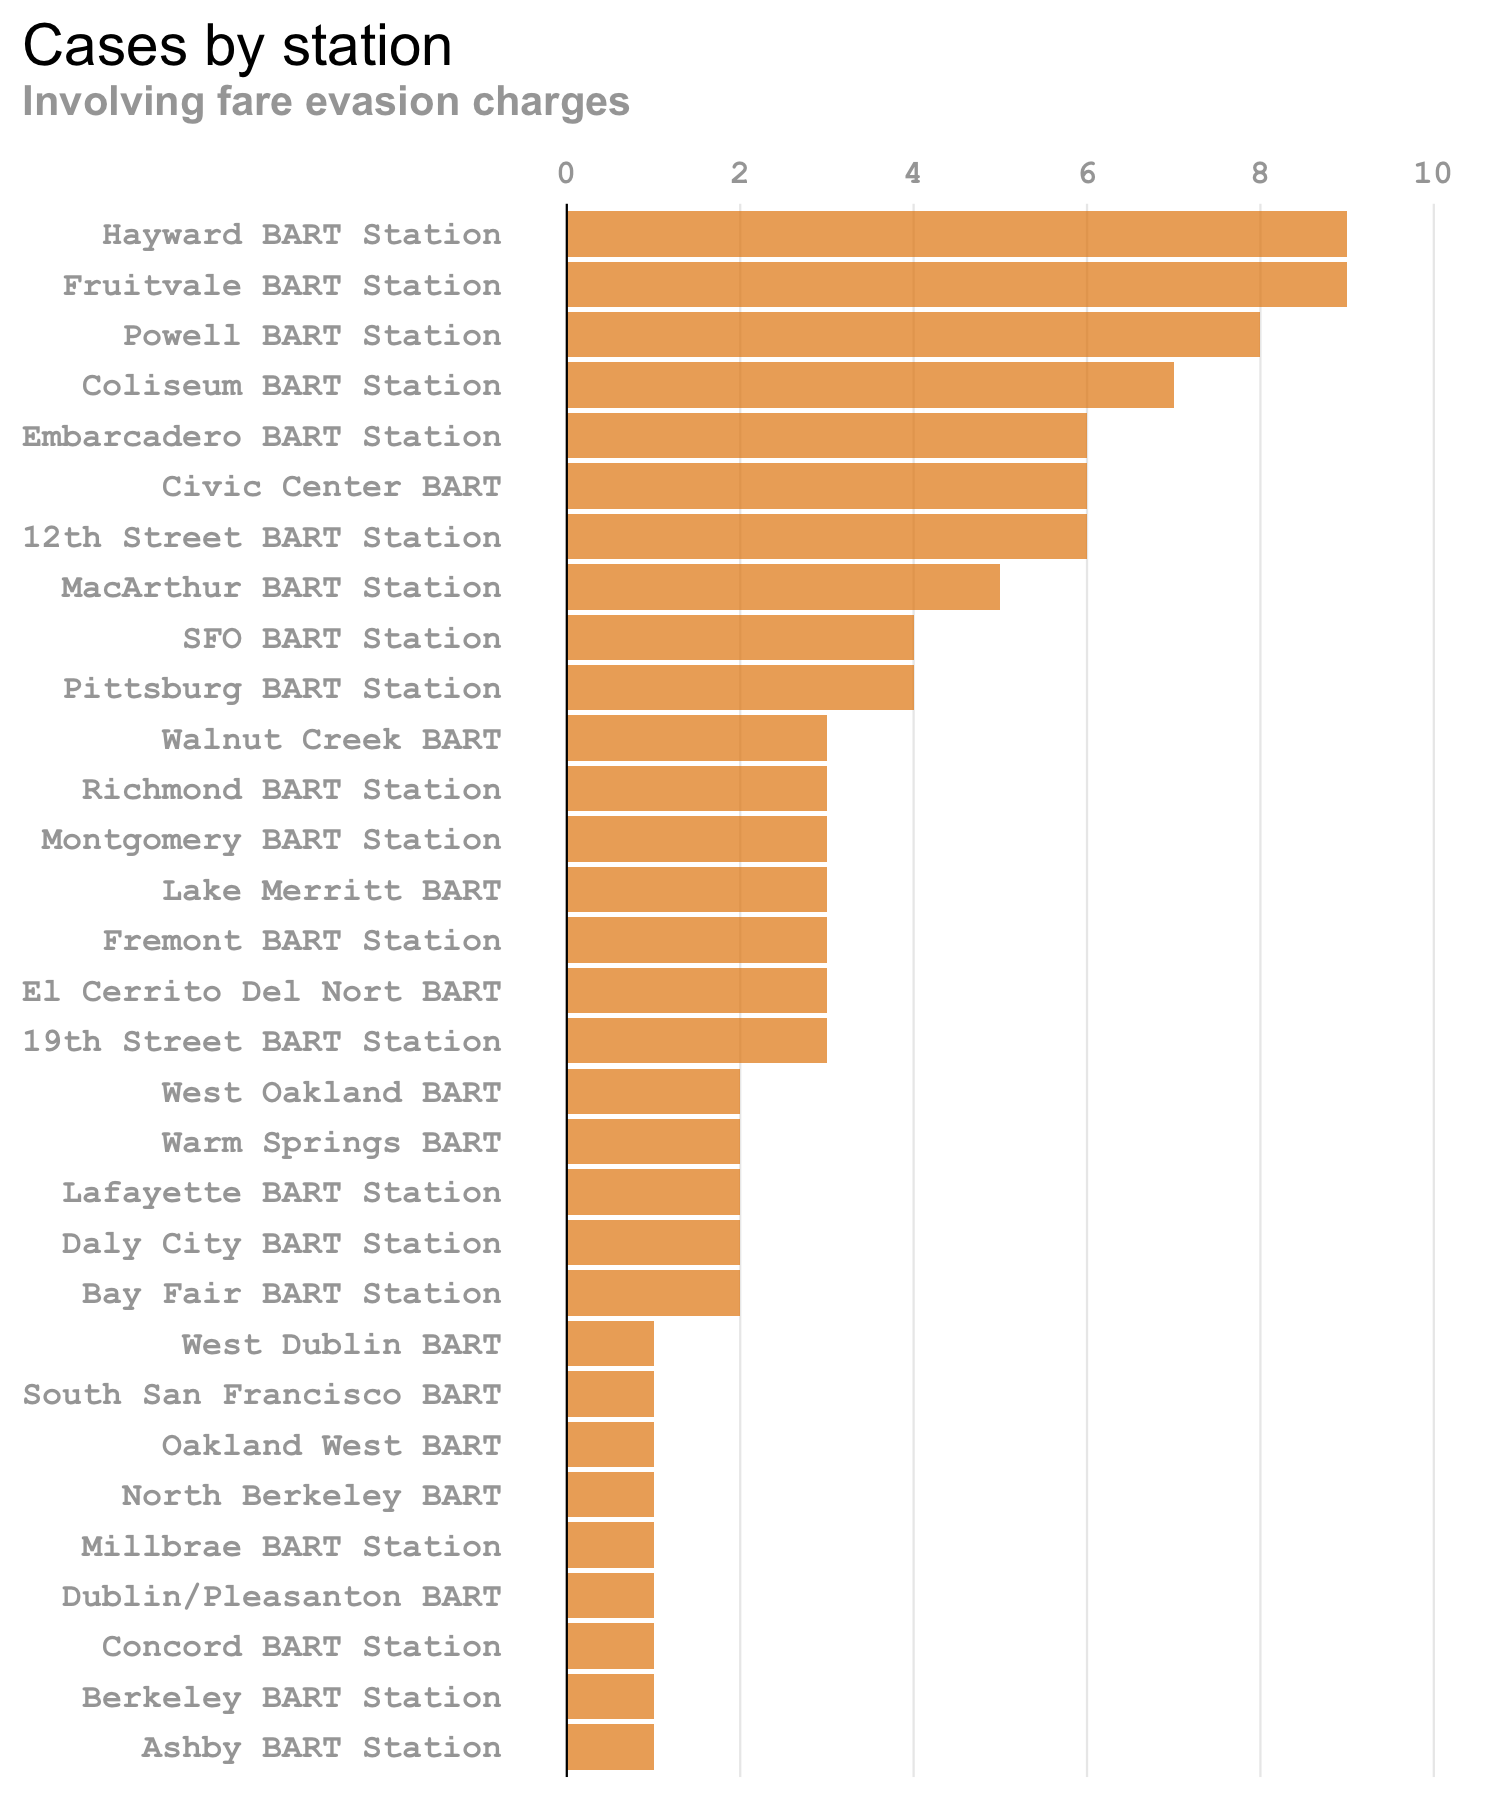 Cases by station
Involving fare evasion charges
0 2 4 6 8 10
Hayward BART Station
Fruitvale BART Station
Powell BART Station
Coliseum BART Station
Embarcadero BART Station
Civic Center BART
12th Street BART Station
MacArthur BART Station
SFO BART Station
Pittsburg BART Station
Walnut Creek BART
Richmond BART Station
Montgomery BART Station
Lake Merritt BART
Fremont BART Station
El Cerrito Del Nort BART
19th Street BART Station
West Oakland BART
Warm Springs BART
Lafayette BART Station
Daly City BART Station
Bay Fair BART Station
West Dublin BART
South San Francisco BART
Oakland West BART
North Berkeley BART
Millbrae BART Station
Dublin/Pleasanton BART
Concord BART Station
Berkeley BART Station
Ashby BART Station